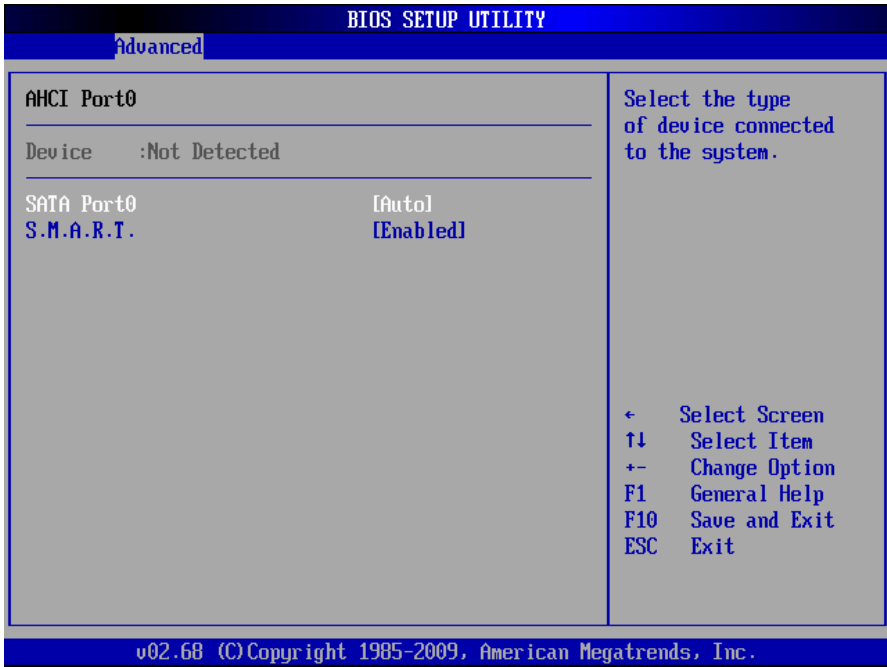 BIOS SETUP UTILITY
Advanced
AHCI Port0
Device :Not Detected
SATA Port0 [Auto]
S.M.A.R.T. [Enabled]
Select the type
of device connected
to the system.
← Select Screen
↑↓ Select Item
+- Change Option
F1 General Help
F10 Save and Exit
ESC Exit
v02.68 (C)Copyright 1985-2009, American Megatrends, Inc.